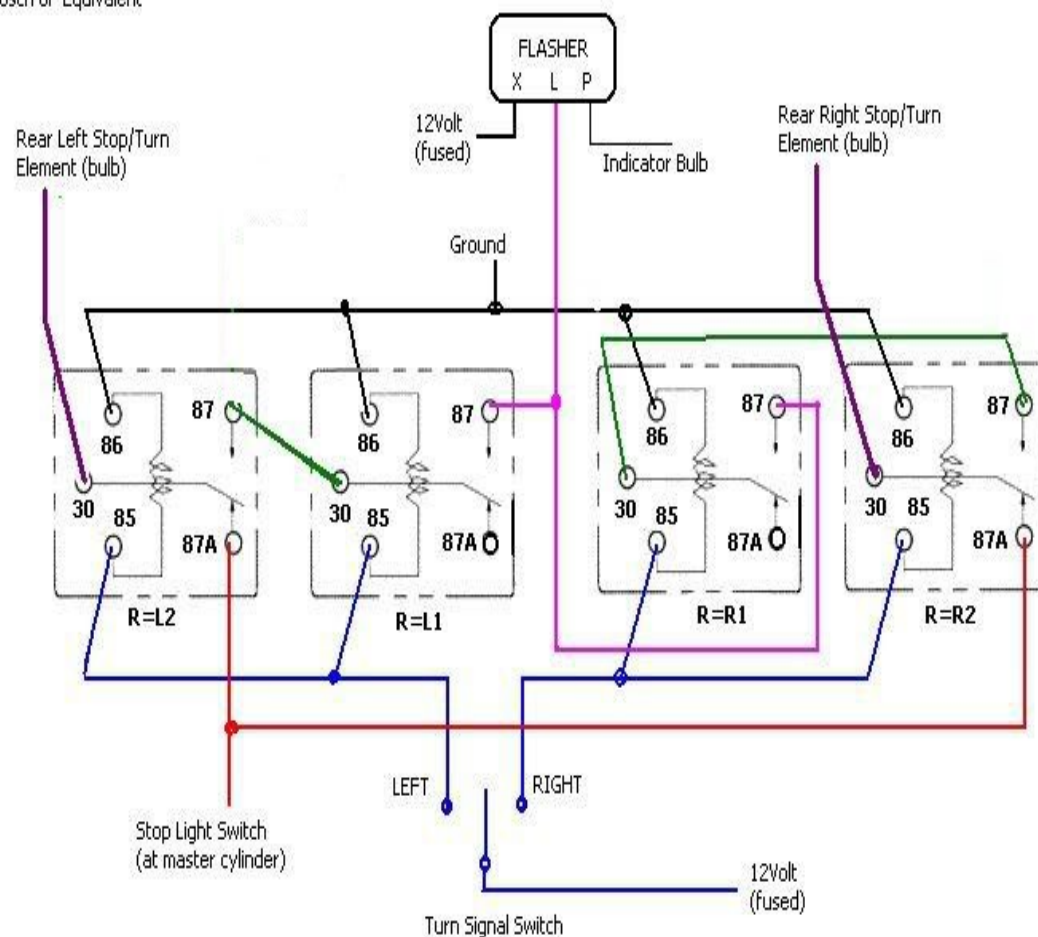 or Equivalent
FLASHER
X L P
12Volt
(fused)
Indicator Bulb
Rear Left Stop/Turn
Element (bulb)
Rear Right Stop/Turn
Element (bulb)
Ground
86
87
30
85
87A
R=L2
86
87
30
85
87A
R=L1
86
87
30
85
87A
R=R1
86
87
30
85
87A
R=R2
LEFT
RIGHT
Stop Light Switch
(at master cylinder)
12Volt
(fused)
Turn Signal Switch